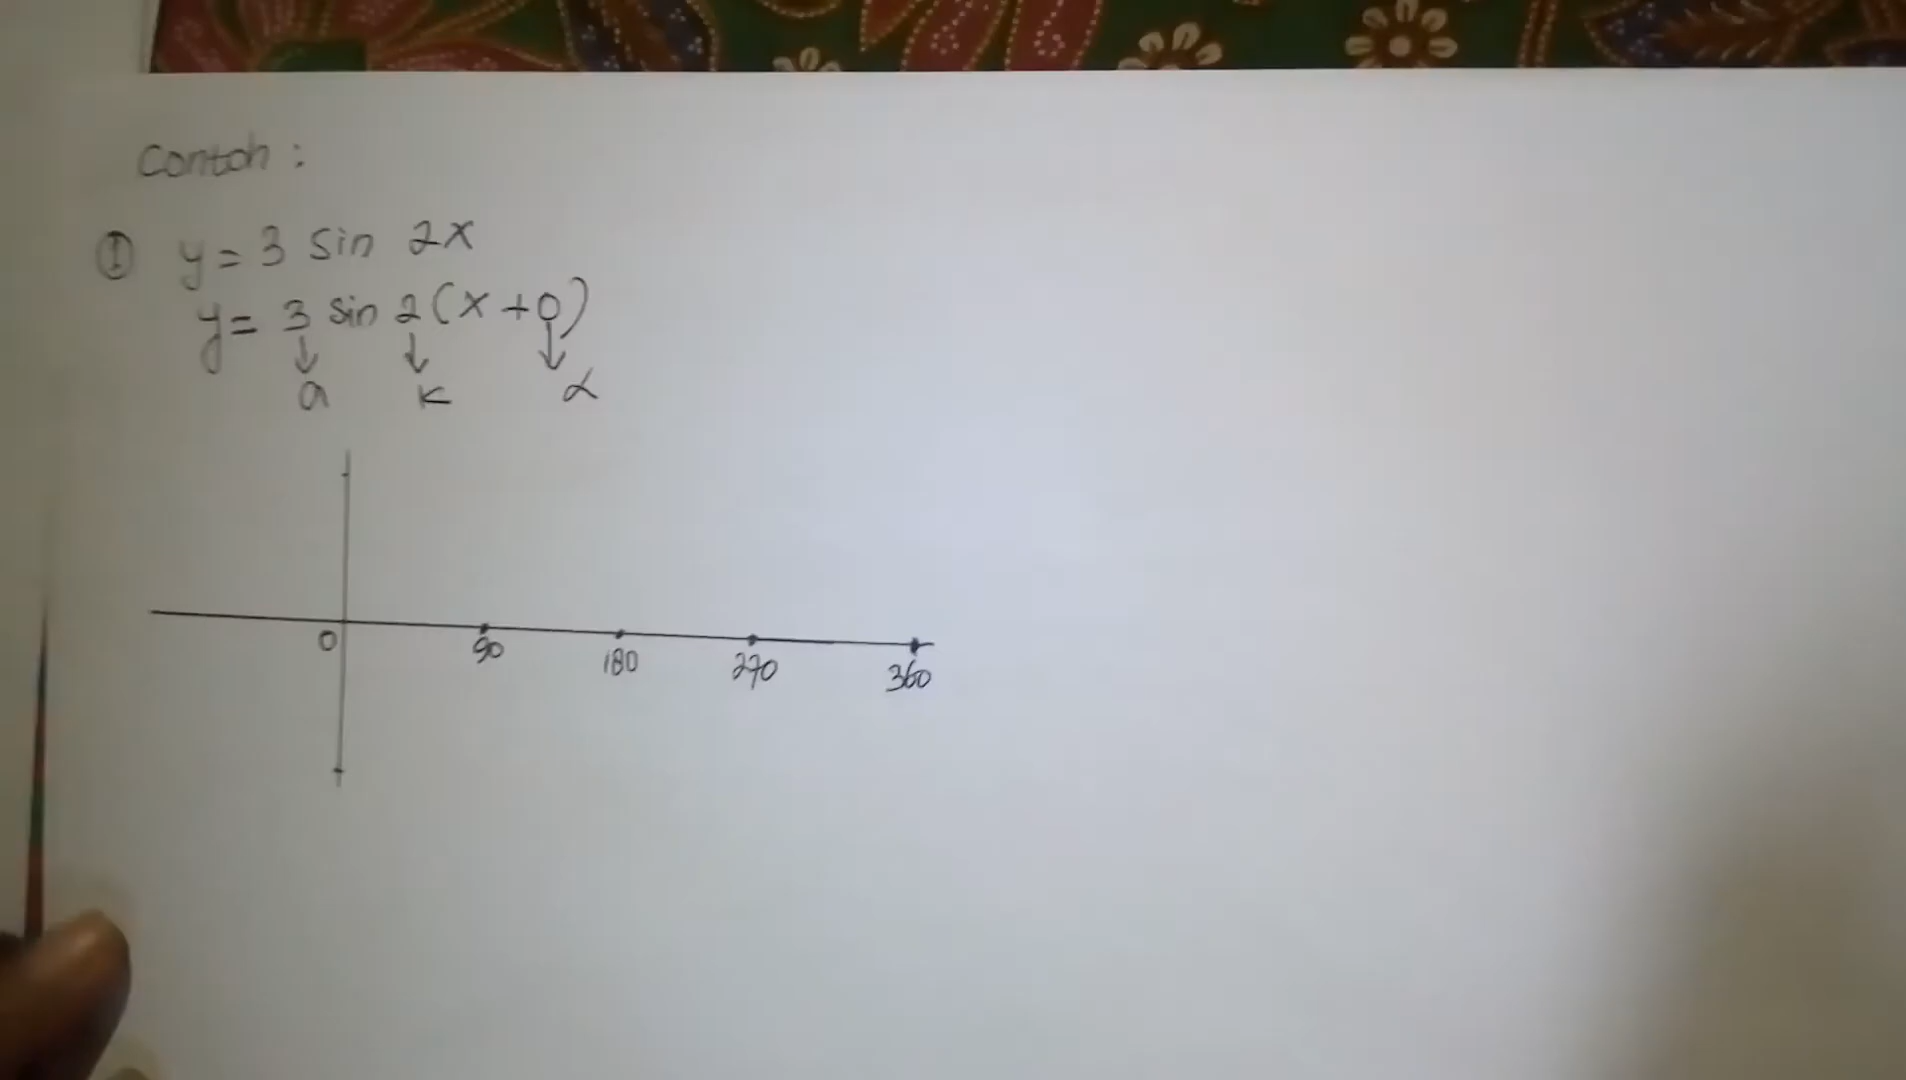 Contoh :
① y = 3 sin 2x
y = 3 sin 2(x + 0)
↓ ↓ ↓
a k α
0 90 180 270 360